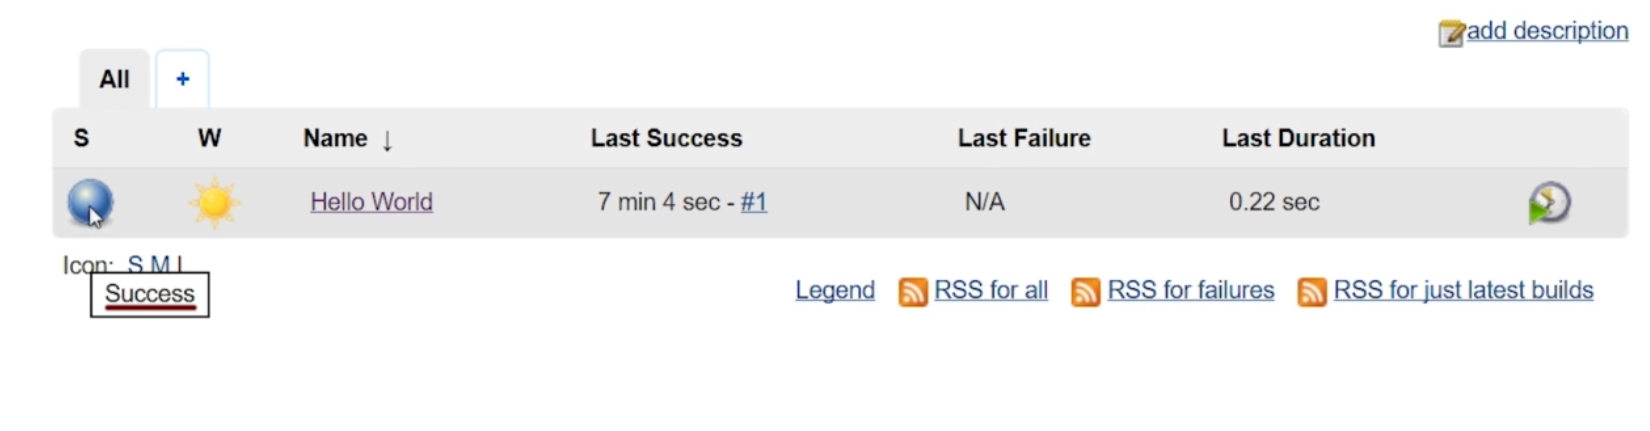 add description
All +
S W Name ↓ Last Success Last Failure Last Duration
Hello World 7 min 4 sec - #1 N/A 0.22 sec
Icon: S M L
Success
Legend RSS for all RSS for failures RSS for just latest builds